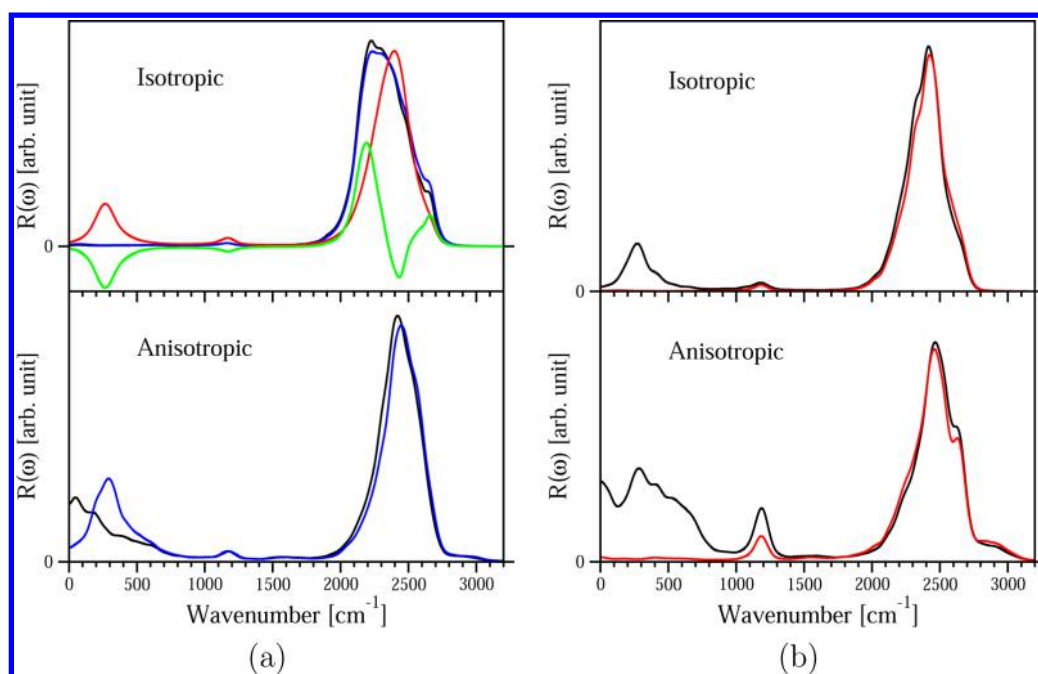 Isotropic
R(ω) [arb. unit]
0
Anisotropic
R(ω) [arb. unit]
0
0 500 1000 1500 2000 2500 3000
Wavenumber [cm-1]
(a)
Isotropic
R(ω) [arb. unit]
0
Anisotropic
R(ω) [arb. unit]
0
0 500 1000 1500 2000 2500 3000
Wavenumber [cm-1]
(b)